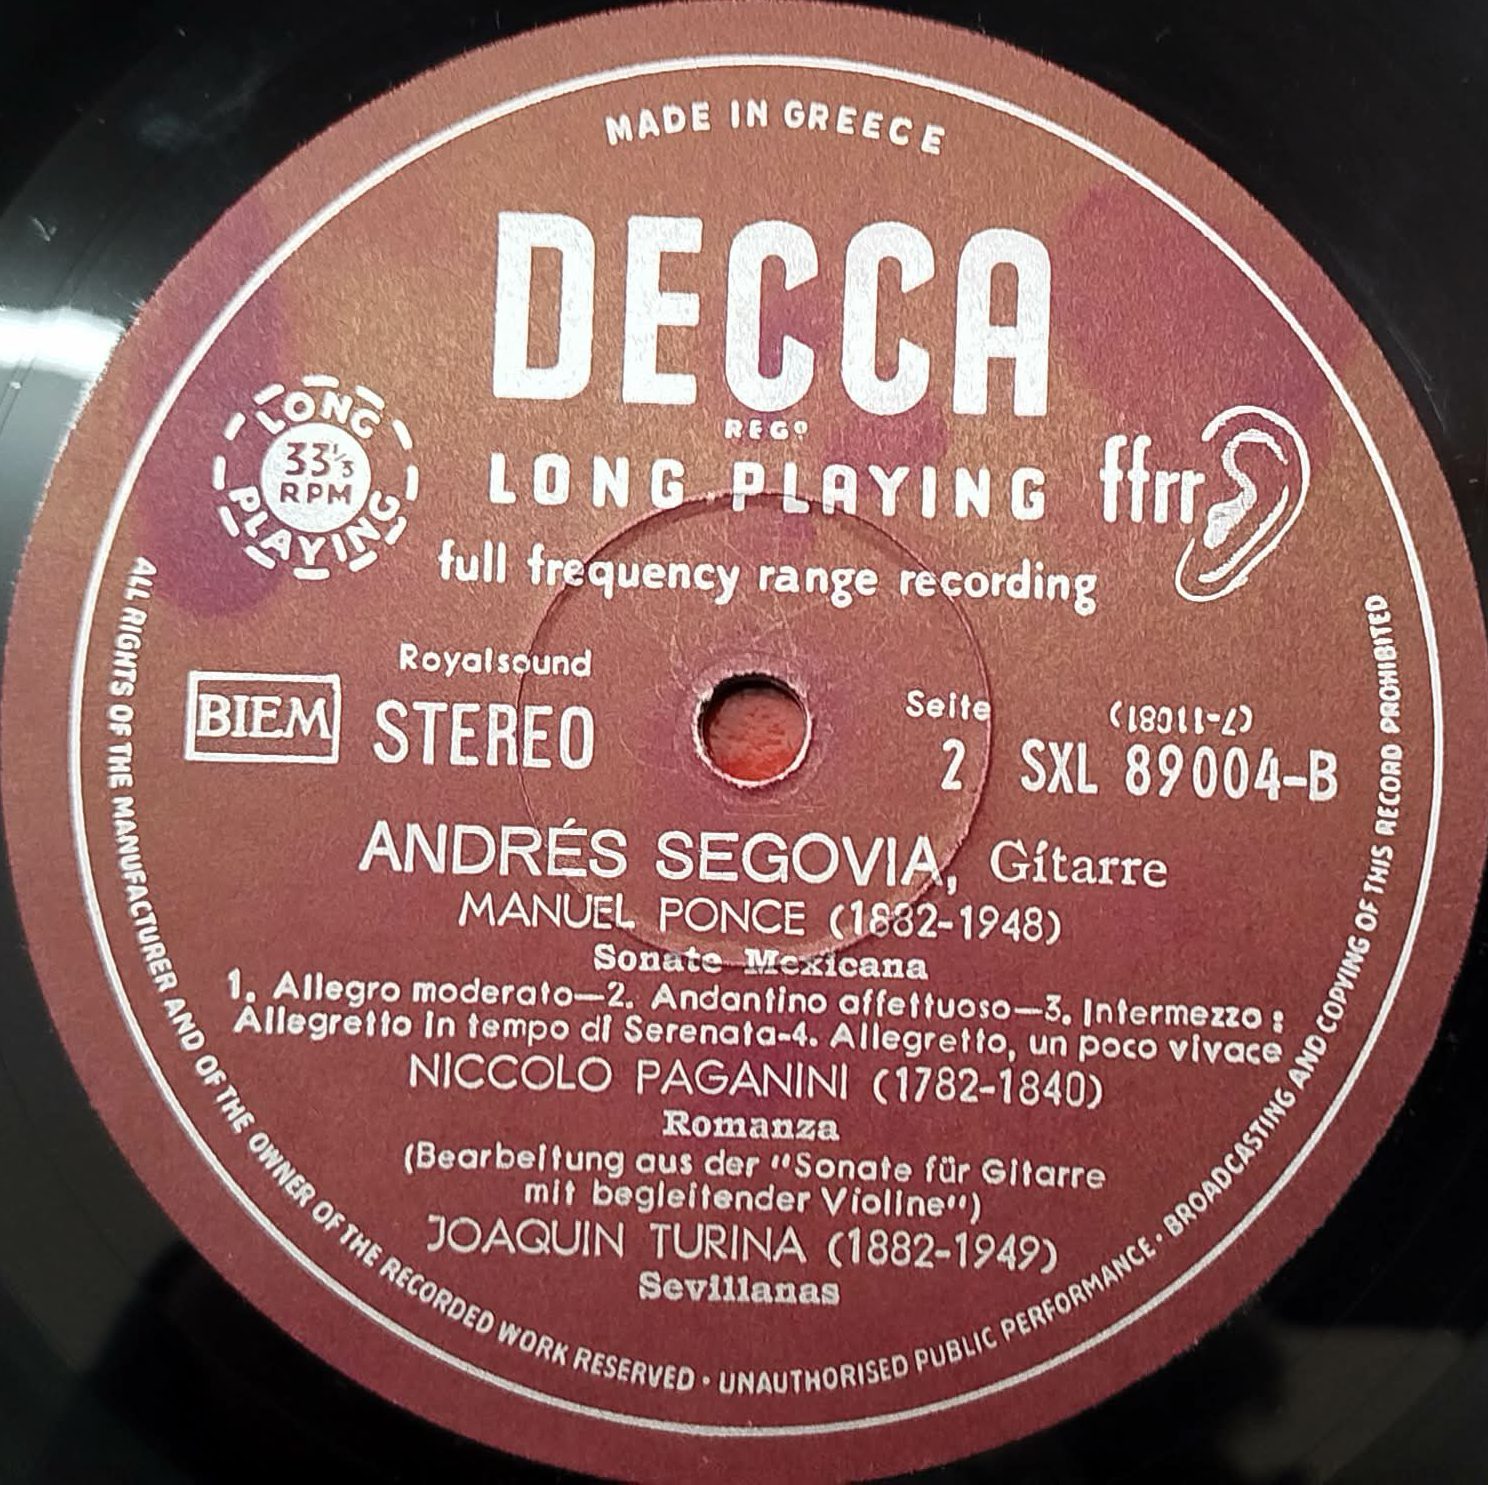 MADE IN GREECE
DECCA
REGD
LONG PLAYING
33 1/3
RPM
LONG PLAYING
ffrr
full frequency range recording
Royalsound
BIEM
STEREO
Seite
2
(7-11081)
SXL 89004-B
ANDRÉS SEGOVIA, Gitarre
MANUEL PONCE (1882-1948)
Sonate Mexicana
1. Allegro moderato—2. Andantino affettuoso—3. Intermezzo :
Allegretto in tempo di Serenata-4. Allegretto, un poco vivace
NICCOLO PAGANINI (1782-1840)
Romanza
(Bearbeitung aus der "Sonate für Gitarre
mit begleitender Violine")
JOAQUIN TURINA (1882-1949)
Sevillanas
ALL RIGHTS OF THE MANUFACTURER AND OF THE OWNER OF THE RECORDED WORK RESERVED · UNAUTHORISED PUBLIC PERFORMANCE · BROADCASTING AND COPYING OF THIS RECORD PROHIBITED